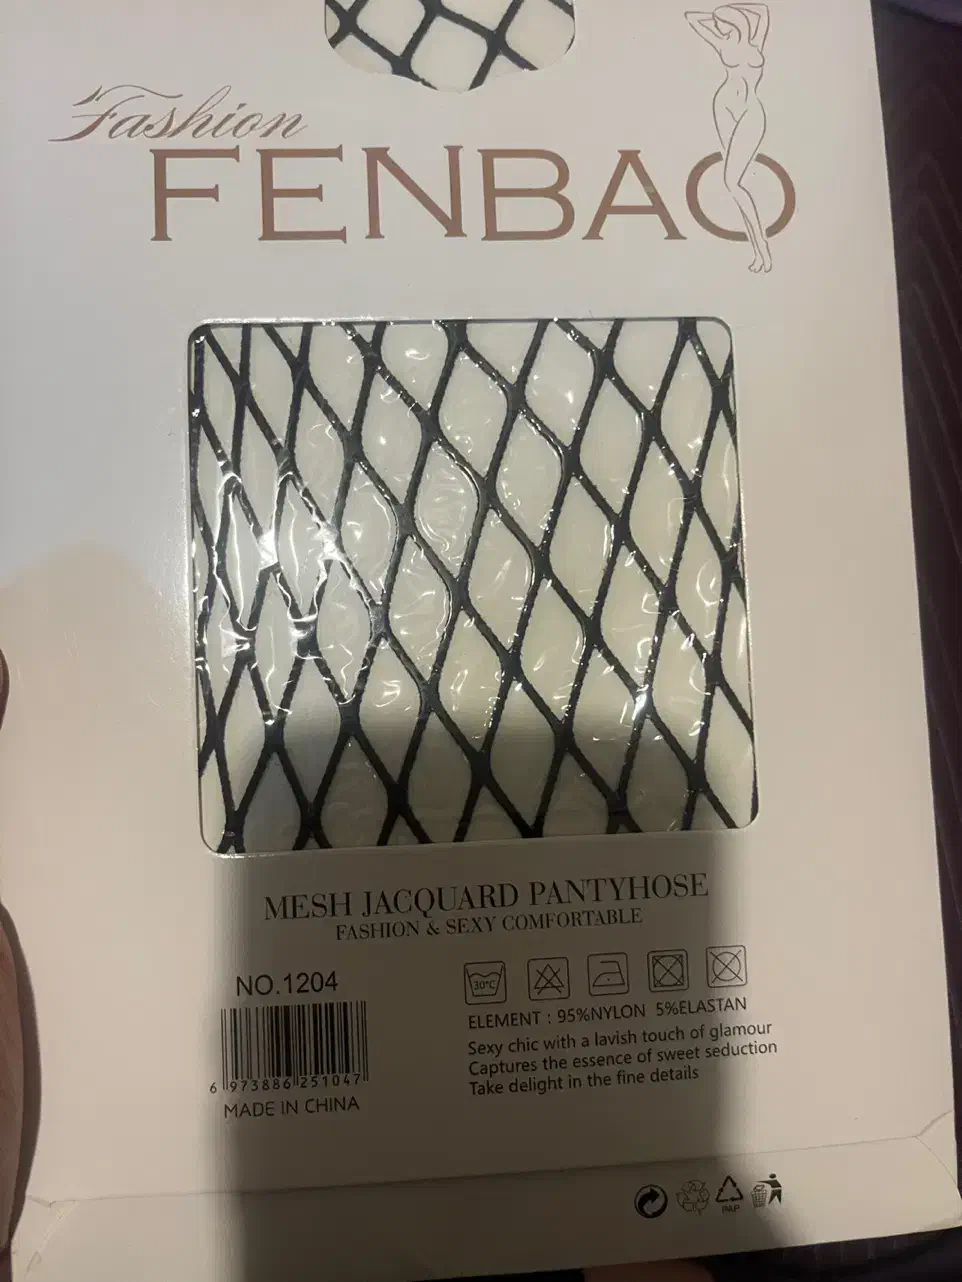 Fashion
FENBAO
MESH JACQUARD PANTYHOSE
FASHION & SEXY COMFORTABLE
NO.1204
6 973886 251047
MADE IN CHINA
30°C
ELEMENT : 95%NYLON 5%ELASTAN
Sexy chic with a lavish touch of glamour
Captures the essence of sweet seduction
Take delight in the fine details
PAP